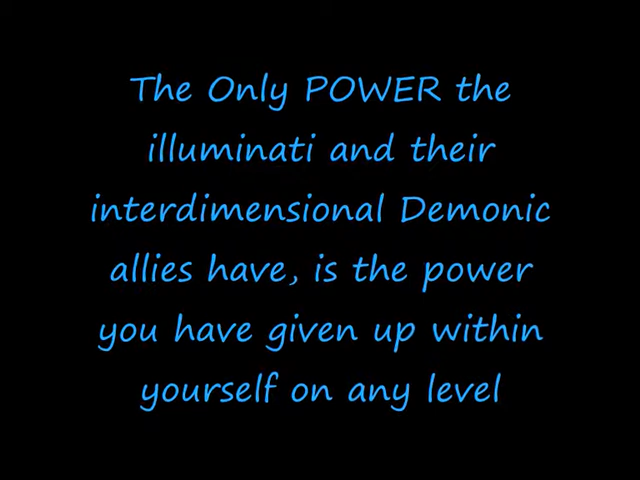 The Only POWER the
illuminati and their
interdimensional Demonic
allies have, is the power
you have given up within
yourself on any level